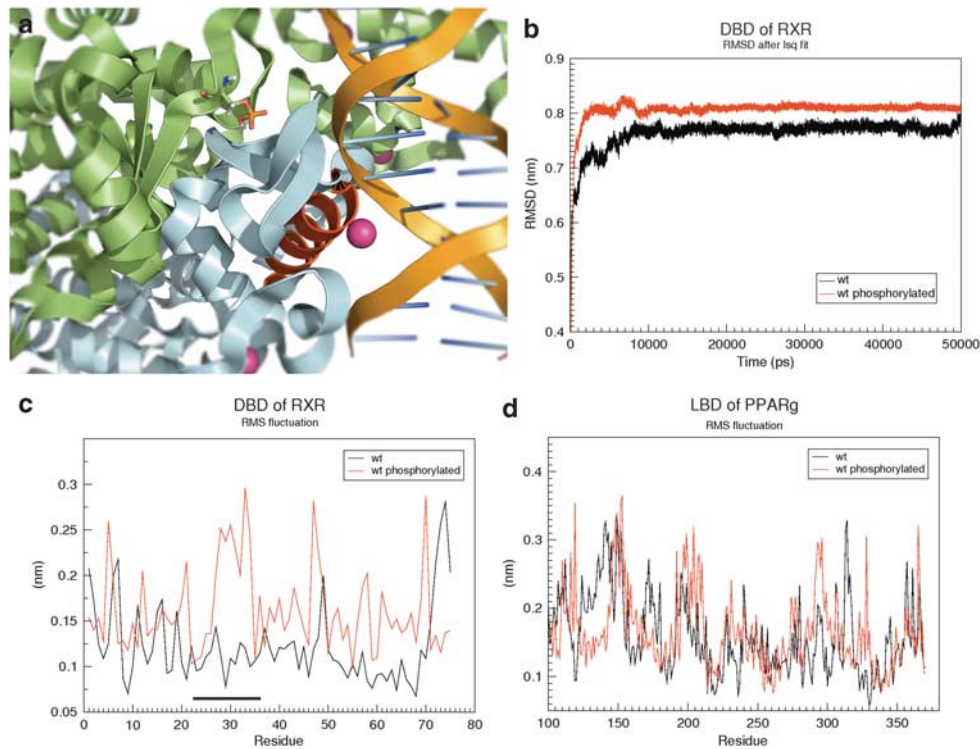 a
b
DBD of RXR
RMSD after lsq fit
0.9
0.8
0.7
0.6
0.5
0.4
RMSD (nm)
wt
wt phosphorylated
0 10000 20000 30000 40000 50000
Time (ps)
c
DBD of RXR
RMS fluctuation
wt
wt phosphorylated
0.3
0.25
0.2
0.15
0.1
0.05
(nm)
0 10 20 30 40 50 60 70 80
Residue
d
LBD of PPARg
RMS fluctuation
wt
wt phosphorylated
0.4
0.3
0.2
0.1
(nm)
100 150 200 250 300 350
Residue